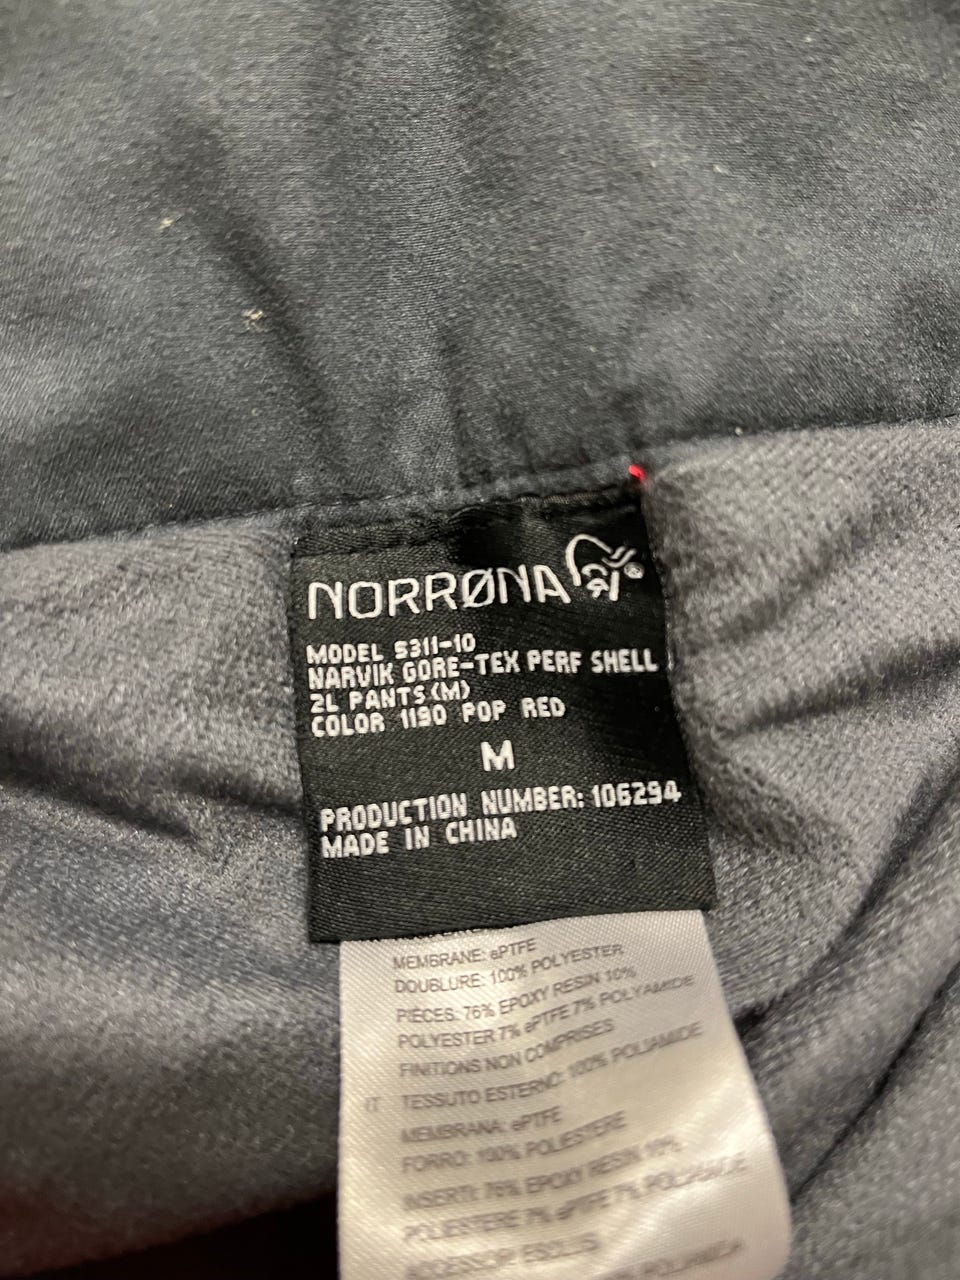 NORRØNA
MODEL 5311-10
NARVIK GORE-TEX PERF SHELL
2L PANTS(M)
COLOR 1190 POP RED
M
PRODUCTION NUMBER: 106294
MADE IN CHINA
MEMBRANE: ePTFE
DOUBLURE: 100% POLYESTER
PIÈCES: 76% EPOXY RESIN 10%
POLYESTER 7% ePTFE 7% POLYAMIDE
FINITIONS NON COMPRISES
IT TESSUTO ESTERNO: 100% POLIAMIDE
MEMBRANA: ePTFE
FORRO: 100% POLIESTERE
INSERTI: 76% EPOXY RESIN 10%
POLIESTERE 7% ePTFE 7% POLIAMIDE
ACCESSORI ESCLUSI